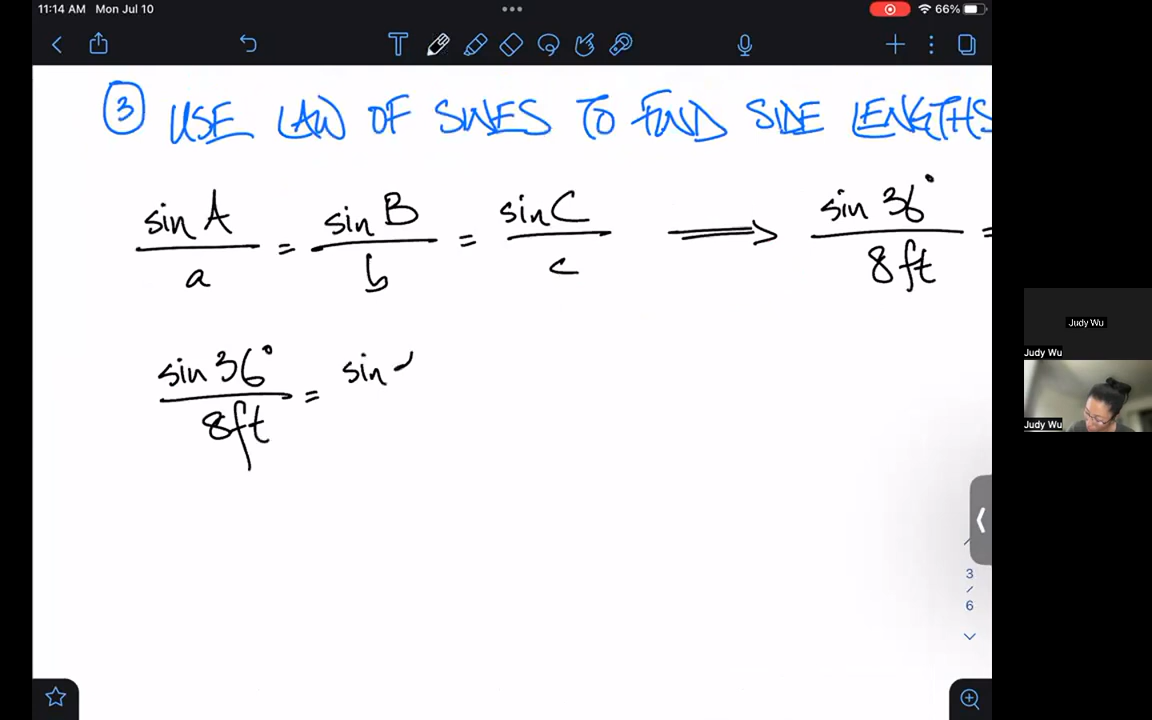 11:14 AM Mon Jul 10
66%
T
③ USE LAW OF SINES TO FIND SIDE LENGTHS
sin A / a = sin B / b = sin C / c ⟹ sin 36° / 8 ft =
sin 36° / 8ft = sin
Judy Wu
Judy Wu
Judy Wu
3
/
6